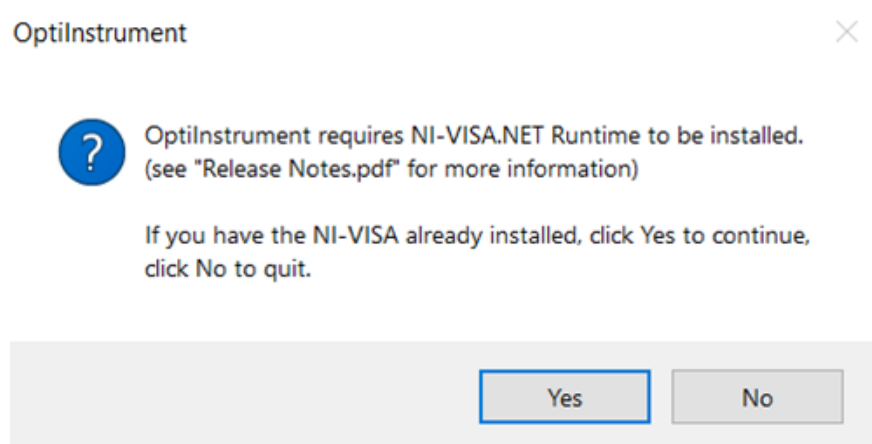 OptiInstrument
OptiInstrument requires NI-VISA.NET Runtime to be installed.
(see "Release Notes.pdf" for more information)
If you have the NI-VISA already installed, click Yes to continue,
click No to quit.
Yes
No